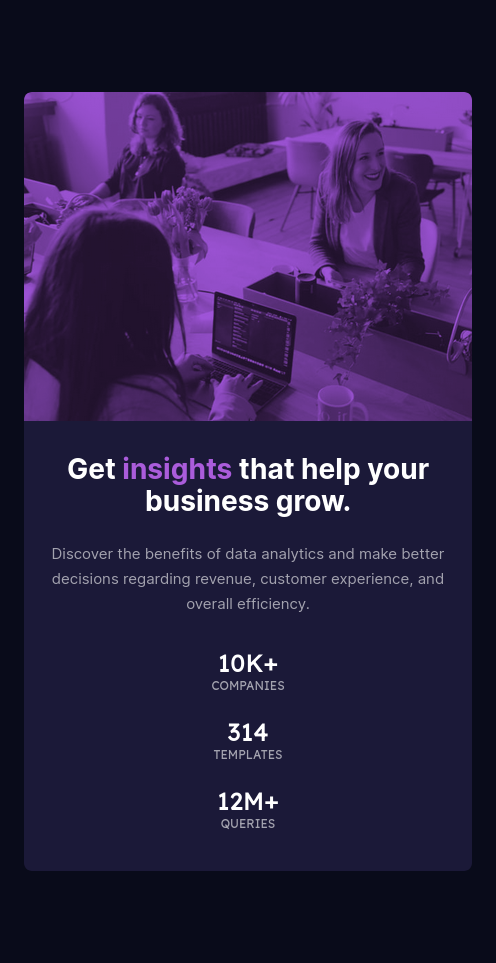 Get insights that help your
business grow.
Discover the benefits of data analytics and make better
decisions regarding revenue, customer experience, and
overall efficiency.
10K+
COMPANIES
314
TEMPLATES
12M+
QUERIES